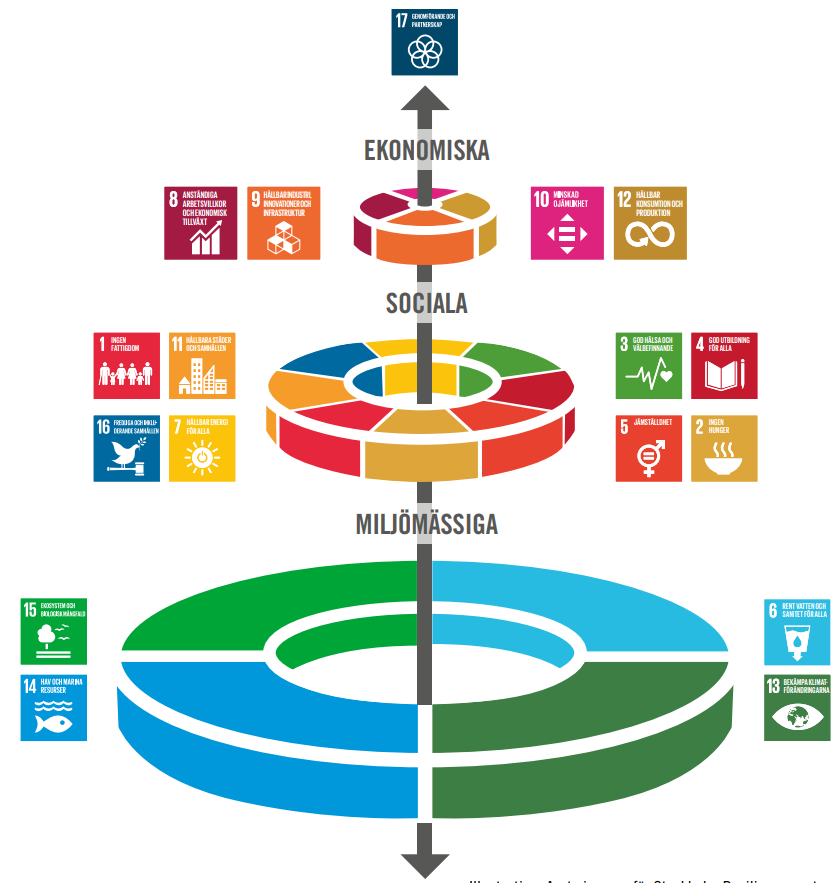 17 GENOMFÖRANDE OCH
PARTNERSKAP
EKONOMISKA
8 ANSTÄNDIGA
ARBETSVILLKOR
OCH EKONOMISK
TILLVÄXT
9 HÅLLBAR INDUSTRI,
INNOVATIONER OCH
INFRASTRUKTUR
10 MINSKAD
OJÄMLIKHET
12 HÅLLBAR
KONSUMTION OCH
PRODUKTION
SOCIALA
1 INGEN
FATTIGDOM
11 HÅLLBARA STÄDER
OCH SAMHÄLLEN
3 GOD HÄLSA OCH
VÄLBEFINNANDE
4 GOD UTBILDNING
FÖR ALLA
16 FREDLIGA OCH INKLU-
DERANDE SAMHÄLLEN
7 HÅLLBAR ENERGI
FÖR ALLA
5 JÄMSTÄLLDHET
2 INGEN
HUNGER
MILJÖMÄSSIGA
15 EKOSYSTEM OCH
BIOLOGISK MÅNGFALD
6 RENT VATTEN OCH
SANITET FÖR ALLA
14 HAV OCH MARINA
RESURSER
13 BEKÄMPA KLIMAT-
FÖRÄNDRINGARNA